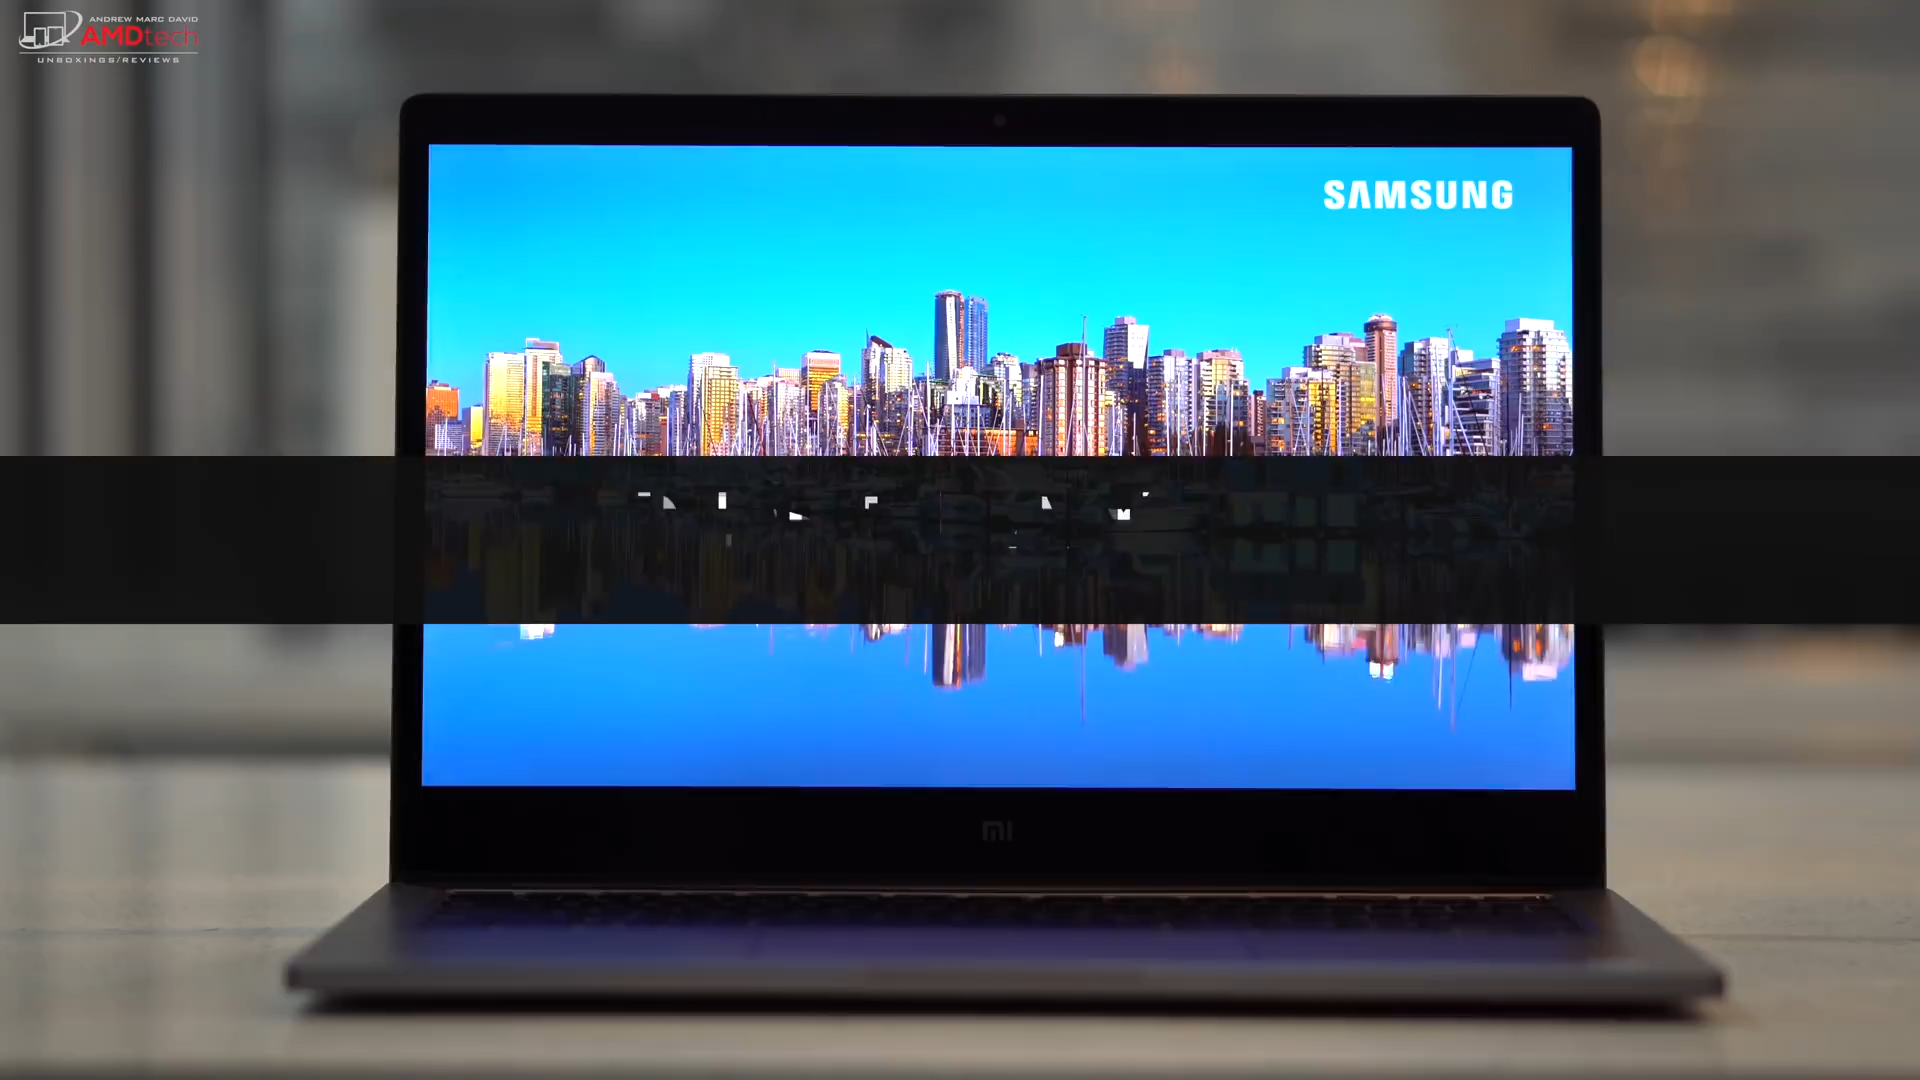 ANDREW MARC DAVID
AMDtech
UNBOXINGS/REVIEWS
SAMSUNG
mi